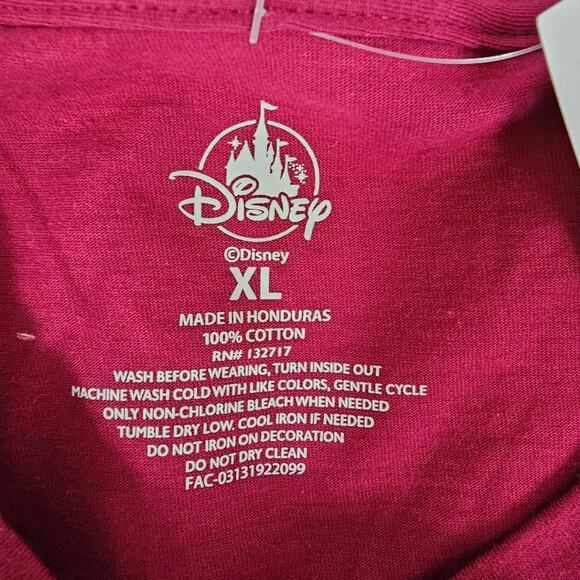 Disney
©Disney
XL
MADE IN HONDURAS
100% COTTON
RN# 132717
WASH BEFORE WEARING, TURN INSIDE OUT
MACHINE WASH COLD WITH LIKE COLORS, GENTLE CYCLE
ONLY NON-CHLORINE BLEACH WHEN NEEDED
TUMBLE DRY LOW. COOL IRON IF NEEDED
DO NOT IRON ON DECORATION
DO NOT DRY CLEAN
FAC-03131922099